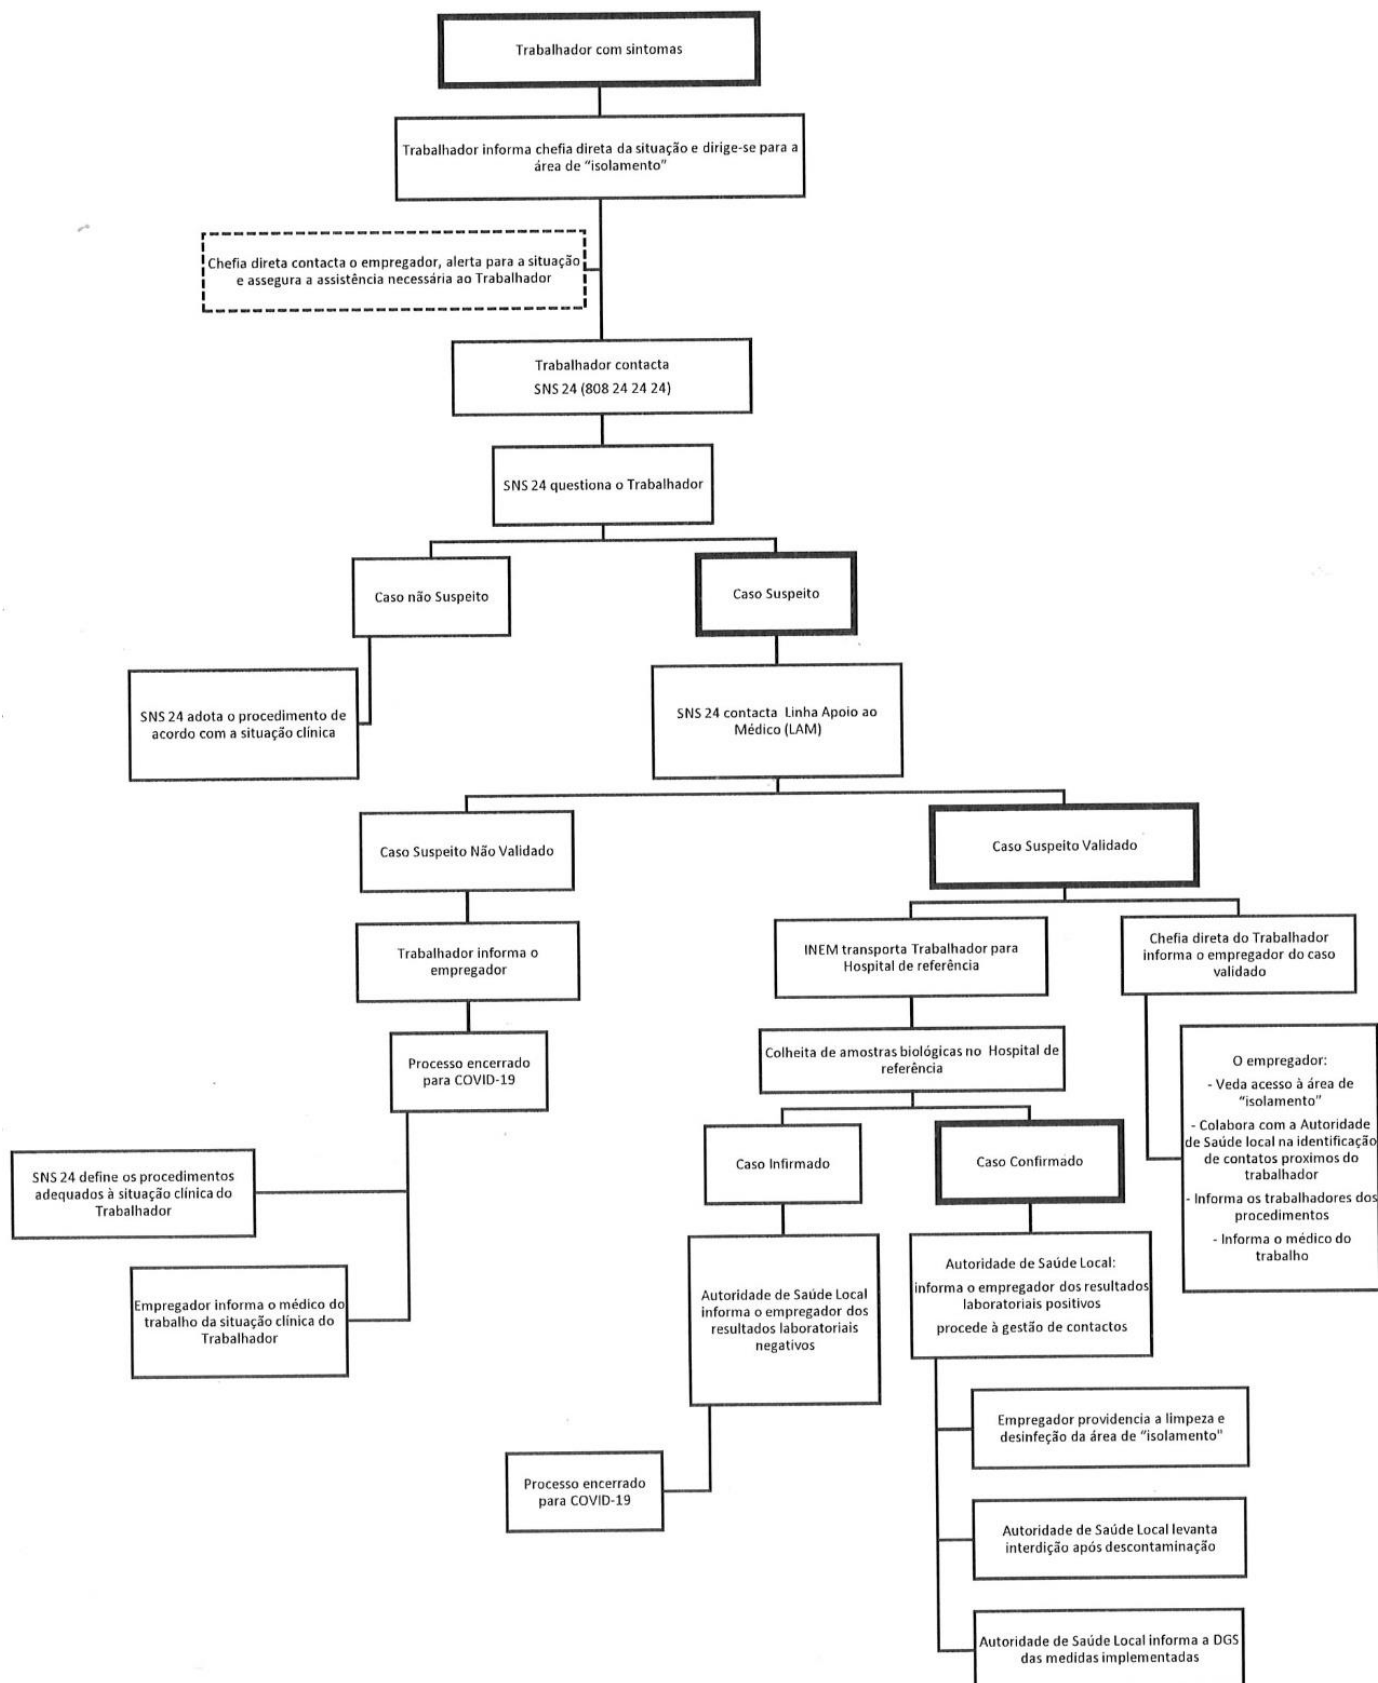 Trabalhador com sintomas
Trabalhador informa chefia direta da situação e dirige-se para a
área de “isolamento”
Chefia direta contacta o empregador, alerta para a situação
e assegura a assistência necessária ao Trabalhador
Trabalhador contacta
SNS 24 (808 24 24 24)
SNS 24 questiona o Trabalhador
Caso não Suspeito
Caso Suspeito
SNS 24 adota o procedimento de
acordo com a situação clínica
SNS 24 contacta Linha Apoio ao
Médico (LAM)
Caso Suspeito Não Validado
Caso Suspeito Validado
Trabalhador informa o
empregador
INEM transporta Trabalhador para
Hospital de referência
Chefia direta do Trabalhador
informa o empregador do caso
validado
Processo encerrado
para COVID-19
Colheita de amostras biológicas no Hospital de
referência
O empregador:
- Veda acesso à área de
“isolamento”
- Colabora com a Autoridade
de Saúde local na identificação
de contatos proximos do
trabalhador
- Informa os trabalhadores dos
procedimentos
- Informa o médico do
trabalho
SNS 24 define os procedimentos
adequados à situação clínica do
Trabalhador
Caso Infirmado
Caso Confirmado
Empregador informa o médico do
trabalho da situação clínica do
Trabalhador
Autoridade de Saúde Local
informa o empregador dos
resultados laboratoriais
negativos
Autoridade de Saúde Local:
informa o empregador dos resultados
laboratoriais positivos
procede à gestão de contactos
Processo encerrado
para COVID-19
Empregador providencia a limpeza e
desinfeção da área de “isolamento”
Autoridade de Saúde Local levanta
interdição após descontaminação
Autoridade de Saúde Local informa a DGS
das medidas implementadas